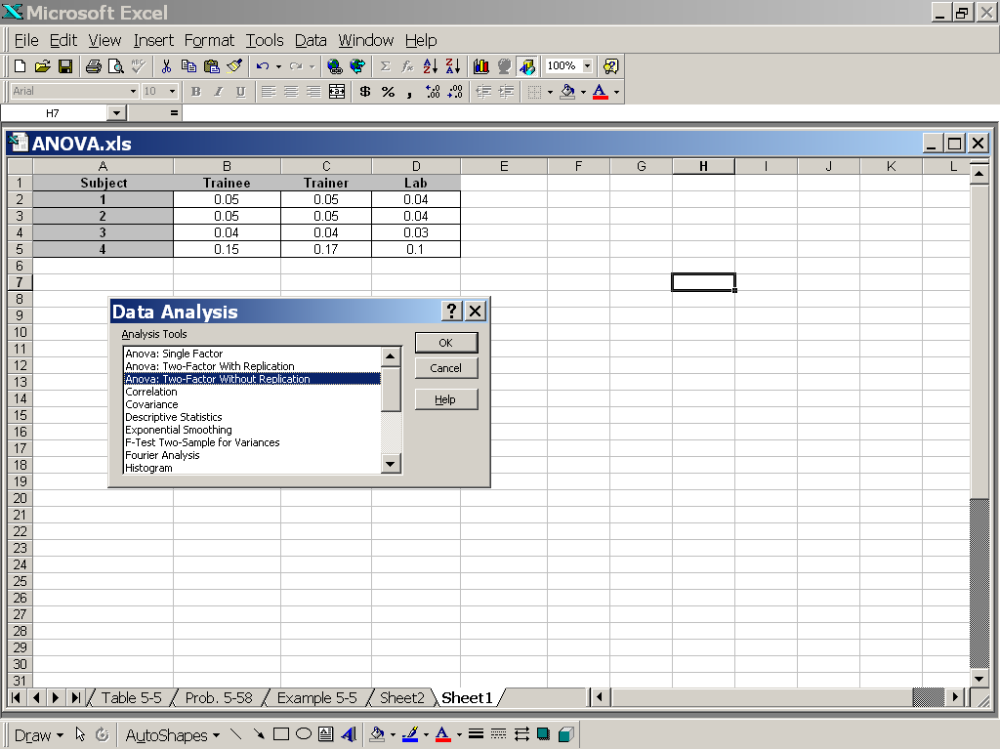 Microsoft Excel
File Edit View Insert Format Tools Data Window Help
ABC Σ fx A Z Z A 100% ?
Arial 10 B I U $ % , .00 .00 A
H7 =
ANOVA.xls
A B C D E F G H I J K L
1 Subject Trainee Trainer Lab
2 1 0.05 0.05 0.04
3 2 0.05 0.05 0.04
4 3 0.04 0.04 0.03
5 4 0.15 0.17 0.1
6
7
8
9
10
11
12
13
14
15
16
17
18
19
20
21
22
23
24
25
26
27
28
29
30
31
Data Analysis ?
Analysis Tools
Anova: Single Factor
Anova: Two-Factor With Replication
Anova: Two-Factor Without Replication
Correlation
Covariance
Descriptive Statistics
Exponential Smoothing
F-Test Two-Sample for Variances
Fourier Analysis
Histogram
OK
Cancel
Help
Table 5-5 Prob. 5-58 Example 5-5 Sheet2 Sheet1
Draw AutoShapes A A